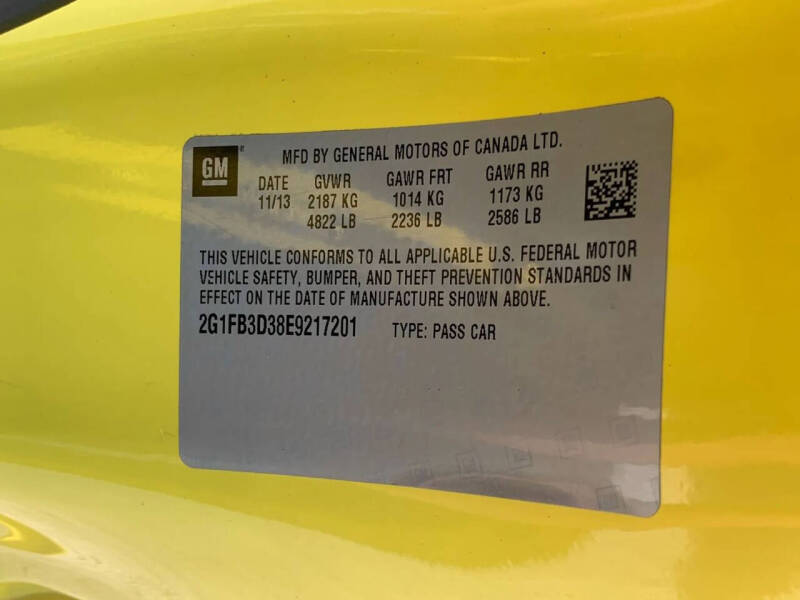 GM
MFD BY GENERAL MOTORS OF CANADA LTD.
DATE GVWR GAWR FRT GAWR RR
11/13 2187 KG 1014 KG 1173 KG
4822 LB 2236 LB 2586 LB
THIS VEHICLE CONFORMS TO ALL APPLICABLE U.S. FEDERAL MOTOR
VEHICLE SAFETY, BUMPER, AND THEFT PREVENTION STANDARDS IN
EFFECT ON THE DATE OF MANUFACTURE SHOWN ABOVE.
2G1FB3D38E9217201 TYPE: PASS CAR